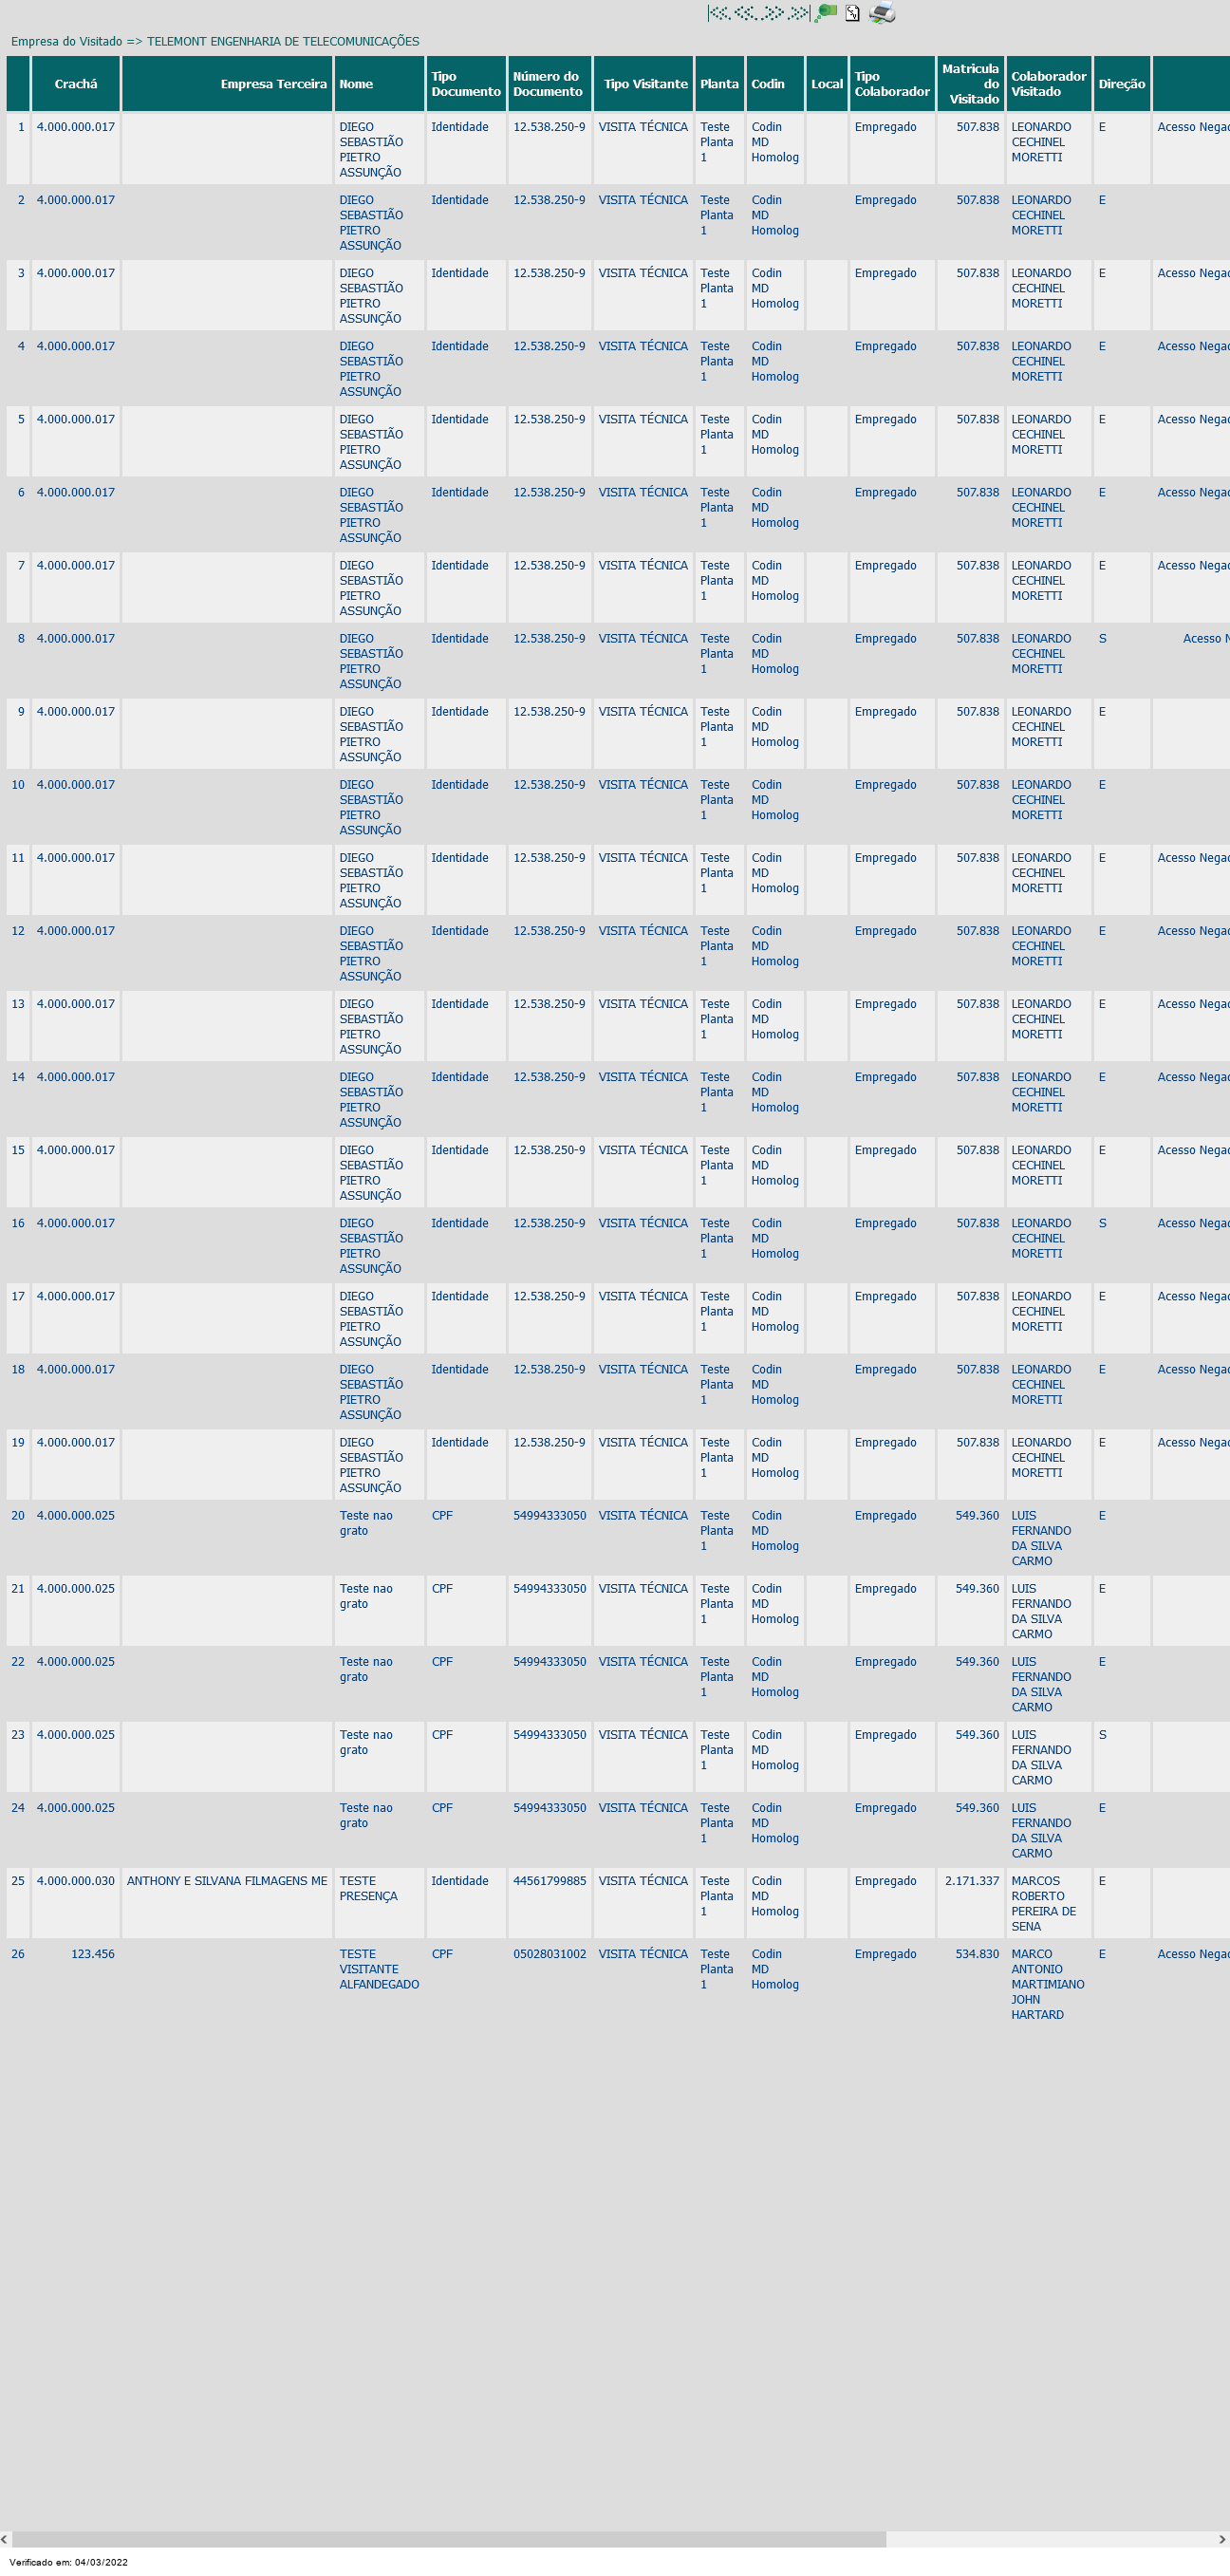 Empresa do Visitado => TELEMONT ENGENHARIA DE TELECOMUNICAÇÕES
Crachá Empresa Terceira Nome Tipo Documento Número do Documento Tipo Visitante Planta Codin Local Tipo Colaborador Matricula do Visitado Colaborador Visitado Direção
1 4.000.000.017 DIEGO SEBASTIÃO PIETRO ASSUNÇÃO Identidade 12.538.250-9 VISITA TÉCNICA Teste Planta 1 Codin MD Homolog Empregado 507.838 LEONARDO CECHINEL MORETTI E Acesso Negad
2 4.000.000.017 DIEGO SEBASTIÃO PIETRO ASSUNÇÃO Identidade 12.538.250-9 VISITA TÉCNICA Teste Planta 1 Codin MD Homolog Empregado 507.838 LEONARDO CECHINEL MORETTI E
3 4.000.000.017 DIEGO SEBASTIÃO PIETRO ASSUNÇÃO Identidade 12.538.250-9 VISITA TÉCNICA Teste Planta 1 Codin MD Homolog Empregado 507.838 LEONARDO CECHINEL MORETTI E Acesso Negad
4 4.000.000.017 DIEGO SEBASTIÃO PIETRO ASSUNÇÃO Identidade 12.538.250-9 VISITA TÉCNICA Teste Planta 1 Codin MD Homolog Empregado 507.838 LEONARDO CECHINEL MORETTI E Acesso Negad
5 4.000.000.017 DIEGO SEBASTIÃO PIETRO ASSUNÇÃO Identidade 12.538.250-9 VISITA TÉCNICA Teste Planta 1 Codin MD Homolog Empregado 507.838 LEONARDO CECHINEL MORETTI E Acesso Negad
6 4.000.000.017 DIEGO SEBASTIÃO PIETRO ASSUNÇÃO Identidade 12.538.250-9 VISITA TÉCNICA Teste Planta 1 Codin MD Homolog Empregado 507.838 LEONARDO CECHINEL MORETTI E Acesso Negad
7 4.000.000.017 DIEGO SEBASTIÃO PIETRO ASSUNÇÃO Identidade 12.538.250-9 VISITA TÉCNICA Teste Planta 1 Codin MD Homolog Empregado 507.838 LEONARDO CECHINEL MORETTI E Acesso Negad
8 4.000.000.017 DIEGO SEBASTIÃO PIETRO ASSUNÇÃO Identidade 12.538.250-9 VISITA TÉCNICA Teste Planta 1 Codin MD Homolog Empregado 507.838 LEONARDO CECHINEL MORETTI S Acesso N
9 4.000.000.017 DIEGO SEBASTIÃO PIETRO ASSUNÇÃO Identidade 12.538.250-9 VISITA TÉCNICA Teste Planta 1 Codin MD Homolog Empregado 507.838 LEONARDO CECHINEL MORETTI E
10 4.000.000.017 DIEGO SEBASTIÃO PIETRO ASSUNÇÃO Identidade 12.538.250-9 VISITA TÉCNICA Teste Planta 1 Codin MD Homolog Empregado 507.838 LEONARDO CECHINEL MORETTI E
11 4.000.000.017 DIEGO SEBASTIÃO PIETRO ASSUNÇÃO Identidade 12.538.250-9 VISITA TÉCNICA Teste Planta 1 Codin MD Homolog Empregado 507.838 LEONARDO CECHINEL MORETTI E Acesso Negad
12 4.000.000.017 DIEGO SEBASTIÃO PIETRO ASSUNÇÃO Identidade 12.538.250-9 VISITA TÉCNICA Teste Planta 1 Codin MD Homolog Empregado 507.838 LEONARDO CECHINEL MORETTI E Acesso Negad
13 4.000.000.017 DIEGO SEBASTIÃO PIETRO ASSUNÇÃO Identidade 12.538.250-9 VISITA TÉCNICA Teste Planta 1 Codin MD Homolog Empregado 507.838 LEONARDO CECHINEL MORETTI E Acesso Negad
14 4.000.000.017 DIEGO SEBASTIÃO PIETRO ASSUNÇÃO Identidade 12.538.250-9 VISITA TÉCNICA Teste Planta 1 Codin MD Homolog Empregado 507.838 LEONARDO CECHINEL MORETTI E Acesso Negad
15 4.000.000.017 DIEGO SEBASTIÃO PIETRO ASSUNÇÃO Identidade 12.538.250-9 VISITA TÉCNICA Teste Planta 1 Codin MD Homolog Empregado 507.838 LEONARDO CECHINEL MORETTI E Acesso Negad
16 4.000.000.017 DIEGO SEBASTIÃO PIETRO ASSUNÇÃO Identidade 12.538.250-9 VISITA TÉCNICA Teste Planta 1 Codin MD Homolog Empregado 507.838 LEONARDO CECHINEL MORETTI S Acesso Negad
17 4.000.000.017 DIEGO SEBASTIÃO PIETRO ASSUNÇÃO Identidade 12.538.250-9 VISITA TÉCNICA Teste Planta 1 Codin MD Homolog Empregado 507.838 LEONARDO CECHINEL MORETTI E Acesso Negad
18 4.000.000.017 DIEGO SEBASTIÃO PIETRO ASSUNÇÃO Identidade 12.538.250-9 VISITA TÉCNICA Teste Planta 1 Codin MD Homolog Empregado 507.838 LEONARDO CECHINEL MORETTI E Acesso Negad
19 4.000.000.017 DIEGO SEBASTIÃO PIETRO ASSUNÇÃO Identidade 12.538.250-9 VISITA TÉCNICA Teste Planta 1 Codin MD Homolog Empregado 507.838 LEONARDO CECHINEL MORETTI E Acesso Negad
20 4.000.000.025 Teste nao grato CPF 54994333050 VISITA TÉCNICA Teste Planta 1 Codin MD Homolog Empregado 549.360 LUIS FERNANDO DA SILVA CARMO E
21 4.000.000.025 Teste nao grato CPF 54994333050 VISITA TÉCNICA Teste Planta 1 Codin MD Homolog Empregado 549.360 LUIS FERNANDO DA SILVA CARMO E
22 4.000.000.025 Teste nao grato CPF 54994333050 VISITA TÉCNICA Teste Planta 1 Codin MD Homolog Empregado 549.360 LUIS FERNANDO DA SILVA CARMO E
23 4.000.000.025 Teste nao grato CPF 54994333050 VISITA TÉCNICA Teste Planta 1 Codin MD Homolog Empregado 549.360 LUIS FERNANDO DA SILVA CARMO S
24 4.000.000.025 Teste nao grato CPF 54994333050 VISITA TÉCNICA Teste Planta 1 Codin MD Homolog Empregado 549.360 LUIS FERNANDO DA SILVA CARMO E
25 4.000.000.030 ANTHONY E SILVANA FILMAGENS ME TESTE PRESENÇA Identidade 44561799885 VISITA TÉCNICA Teste Planta 1 Codin MD Homolog Empregado 2.171.337 MARCOS ROBERTO PEREIRA DE SENA E
26 123.456 TESTE VISITANTE ALFANDEGADO CPF 05028031002 VISITA TÉCNICA Teste Planta 1 Codin MD Homolog Empregado 534.830 MARCO ANTONIO MARTIMIANO JOHN HARTARD E Acesso Negad
Verificado em: 04/03/2022